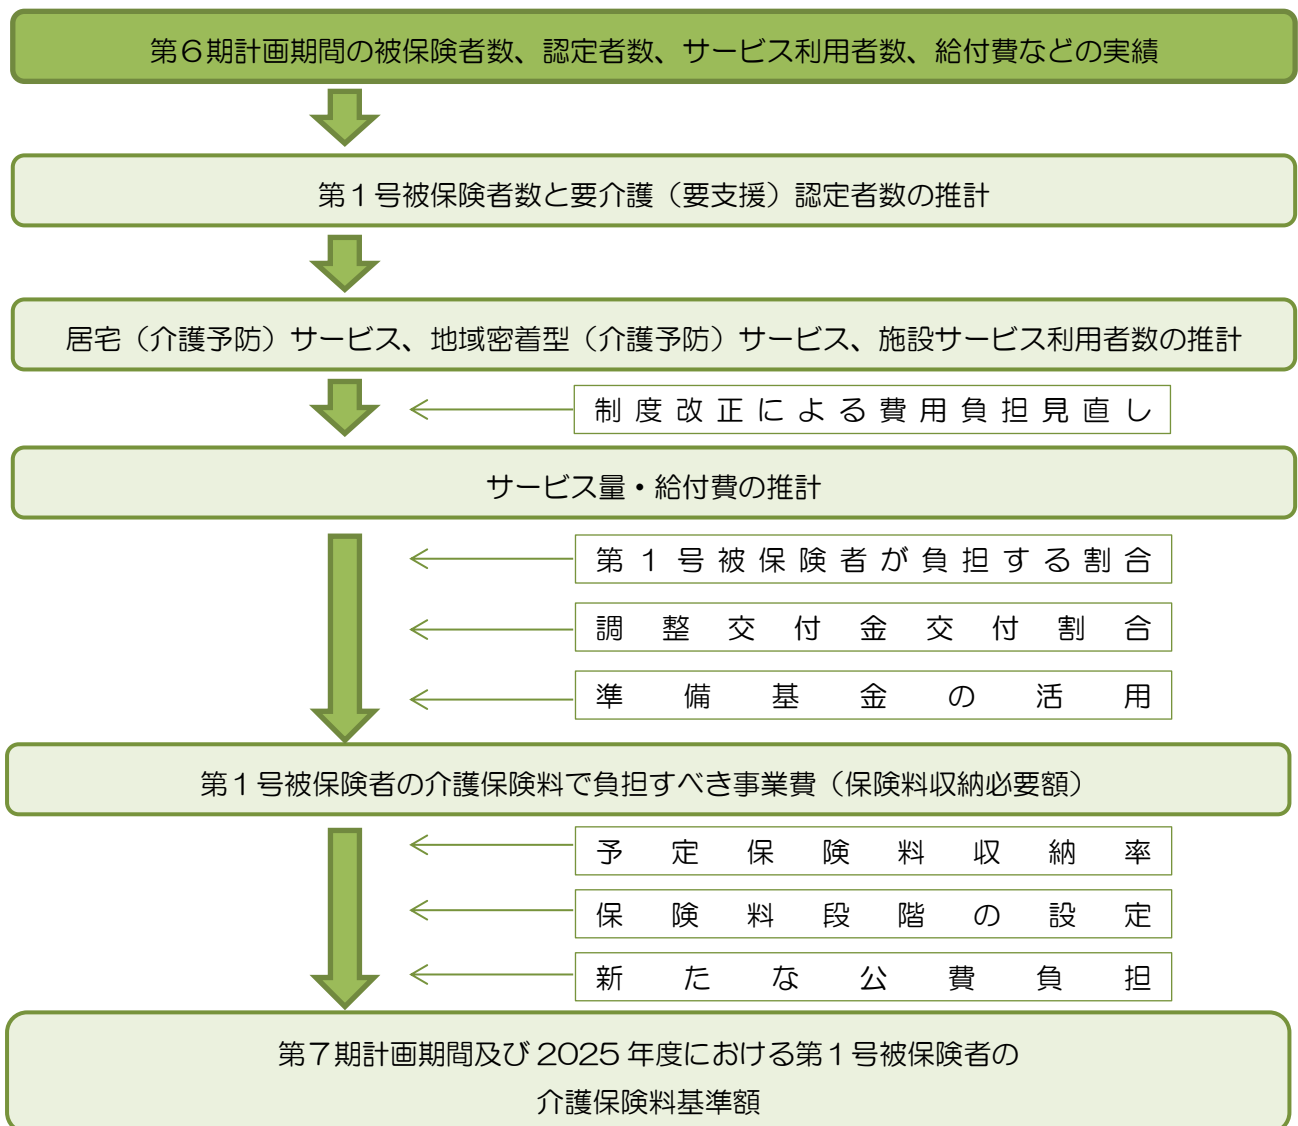 第６期計画期間の被保険者数、認定者数、サービス利用者数、給付費などの実績
第１号被保険者数と要介護（要支援）認定者数の推計
居宅（介護予防）サービス、地域密着型（介護予防）サービス、施設サービス利用者数の推計
制度改正による費用負担見直し
サービス量・給付費の推計
第１号被保険者が負担する割合
調整交付金交付割合
準備基金の活用
第１号被保険者の介護保険料で負担すべき事業費（保険料収納必要額）
予定保険料収納率
保険料段階の設定
新たな公費負担
第７期計画期間及び2025年度における第１号被保険者の
介護保険料基準額